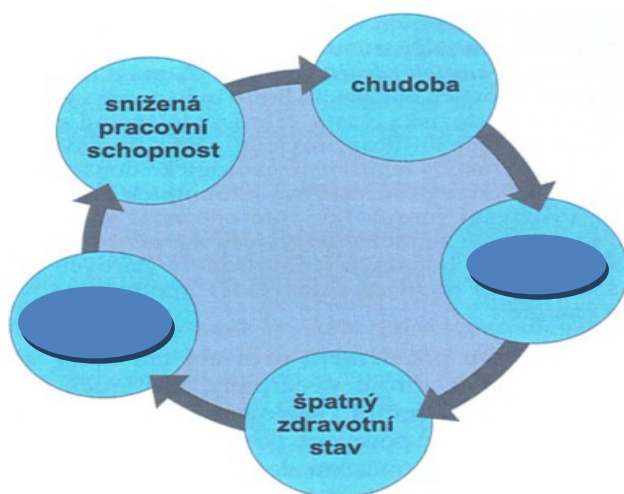 chudoba
snížená
pracovní
schopnost
špatný
zdravotní
stav